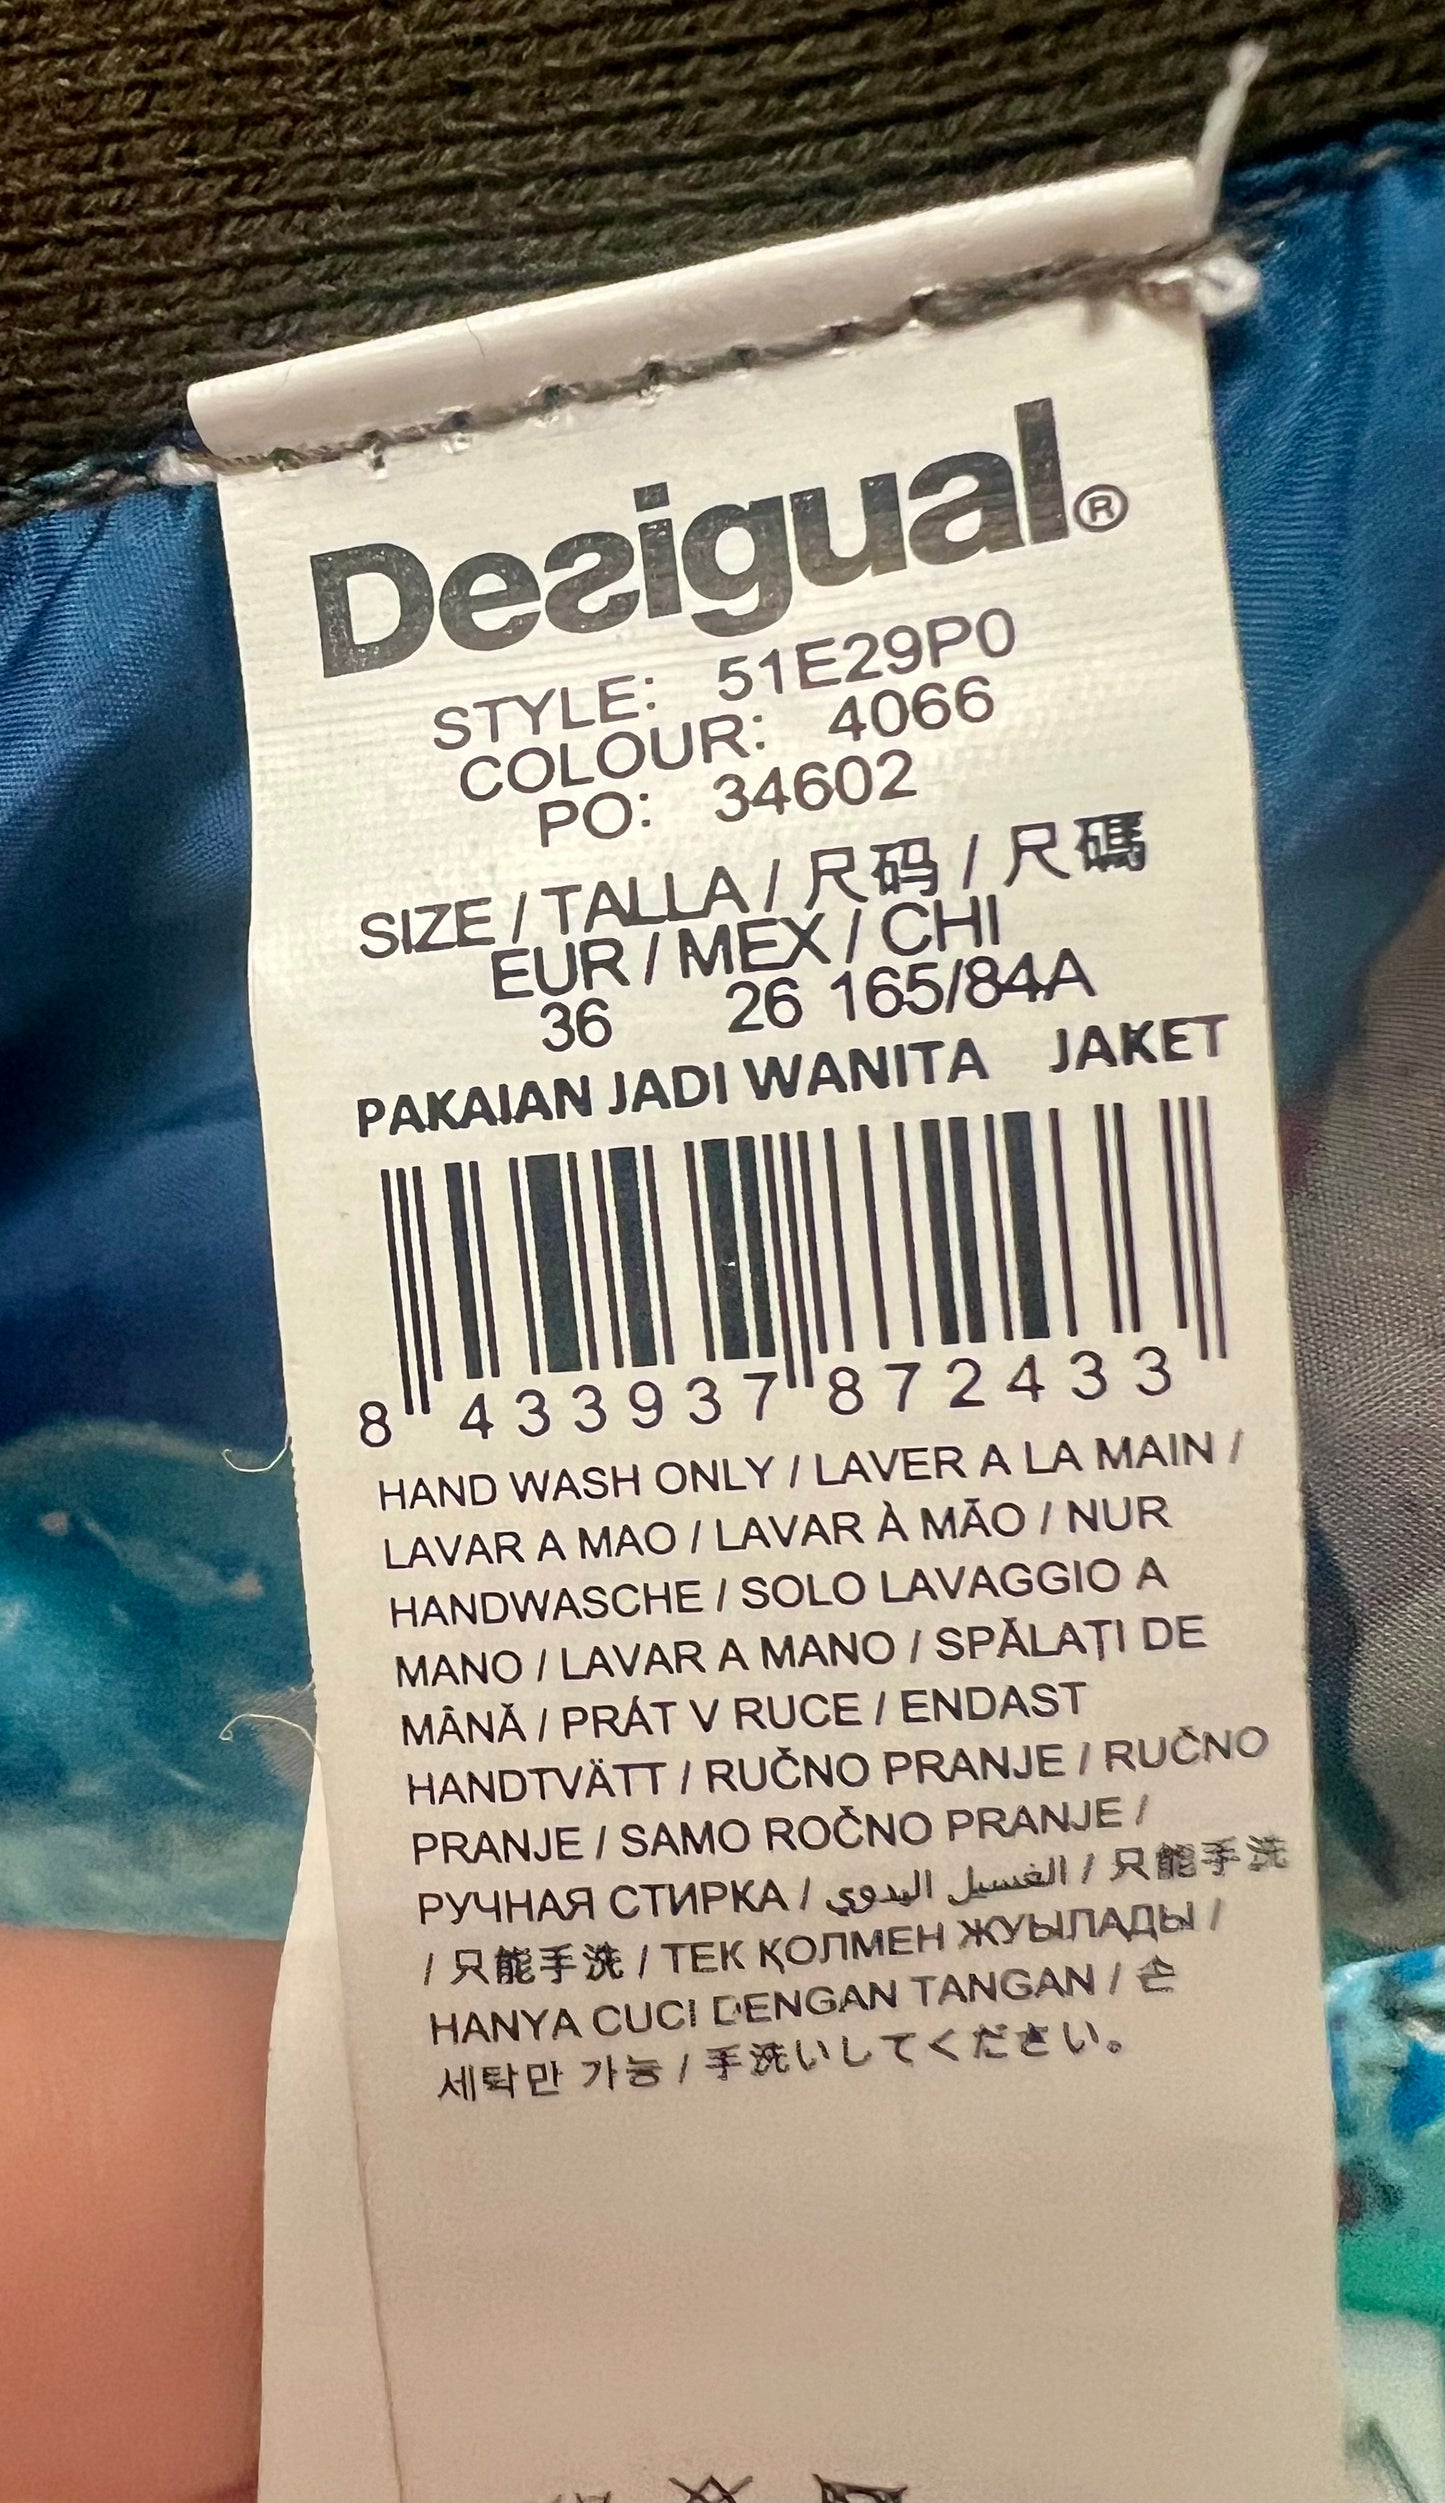 Desigual®
STYLE: 51E29P0
COLOUR: 4066
PO: 34602
SIZE / TALLA / 尺码 / 尺碼
EUR / MEX / CHI
36 26 165/84A
PAKAIAN JADI WANITA JAKET
8 433937 872433
HAND WASH ONLY / LAVER A LA MAIN /
LAVAR A MAO / LAVAR À MÃO / NUR
HANDWASCHE / SOLO LAVAGGIO A
MANO / LAVAR A MANO / SPĂLAȚI DE
MÂNĂ / PRÁT V RUCE / ENDAST
HANDTVÄTT / RUČNO PRANJE / RUČNO
PRANJE / SAMO ROČNO PRANJE /
РУЧНАЯ СТИРКА / الغسيل اليدوي / 只能手洗
/ 只能手洗 / ТЕК ҚОЛМЕН ЖУЫЛАДЫ /
HANYA CUCI DENGAN TANGAN / 손
세탁만 가능 / 手洗いしてください。